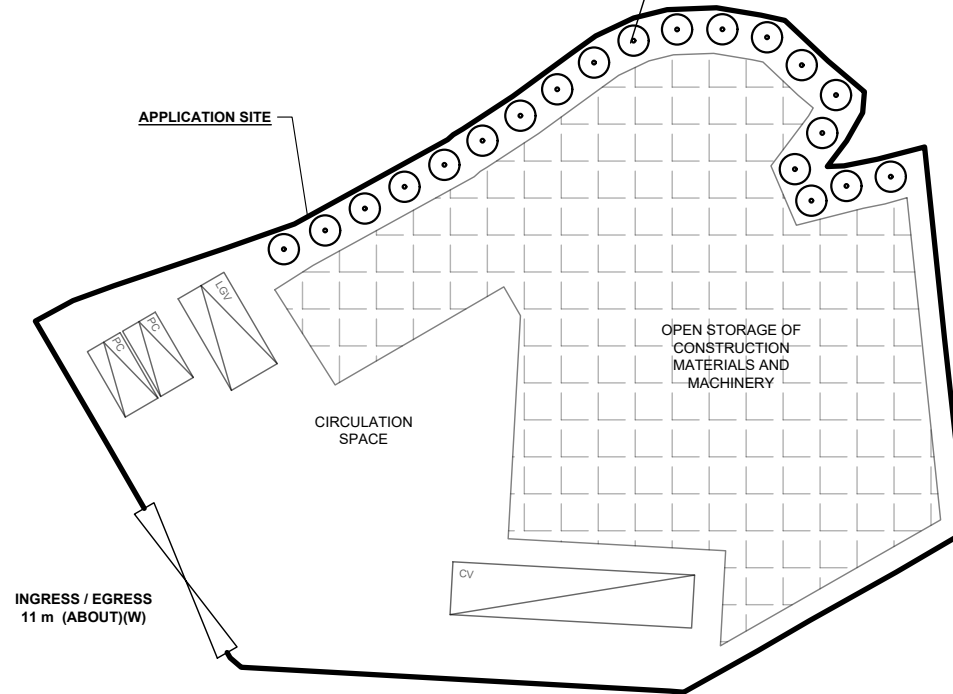 APPLICATION SITE
LGV
PC
PC
OPEN STORAGE OF
CONSTRUCTION
MATERIALS AND
MACHINERY
CIRCULATION
SPACE
CV
INGRESS / EGRESS
11 m (ABOUT)(W)